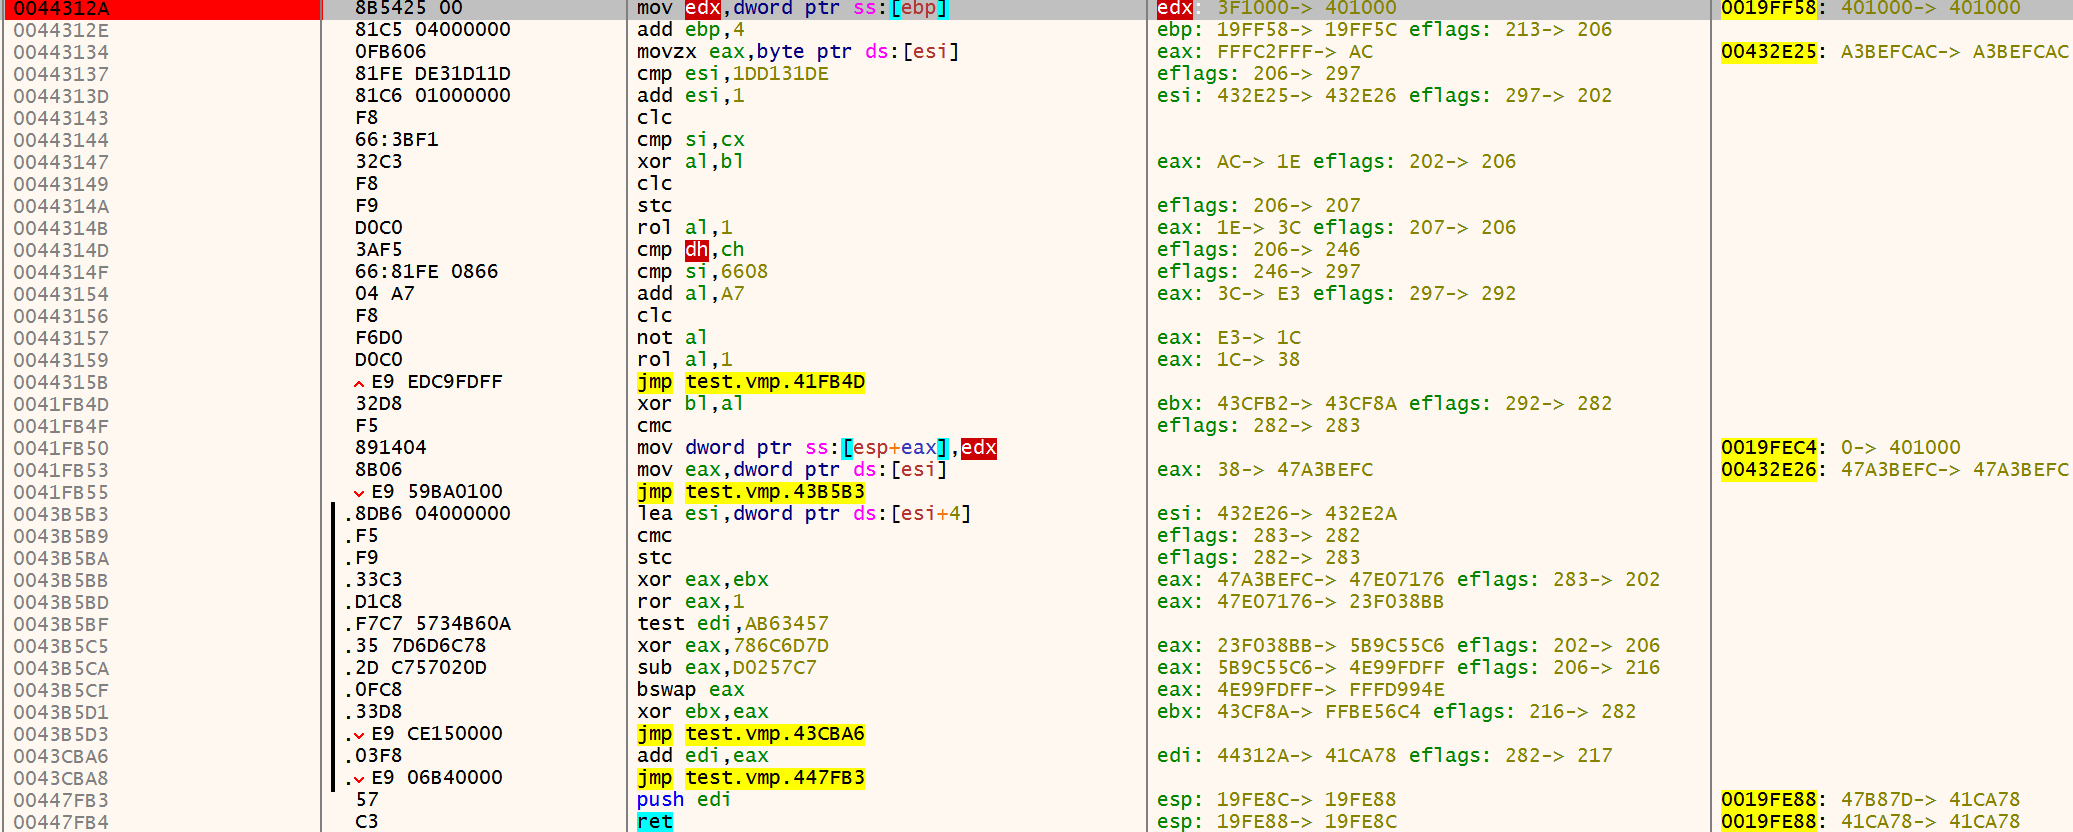 0044312A 8B5425 00 mov edx,dword ptr ss:[ebp] edx: 3F1000-> 401000 0019FF58: 401000-> 401000
0044312E 81C5 04000000 add ebp,4 ebp: 19FF58-> 19FF5C eflags: 213-> 206
00443134 0FB606 movzx eax,byte ptr ds:[esi] eax: FFFC2FFF-> AC 00432E25: A3BEFCAC-> A3BEFCAC
00443137 81FE DE31D11D cmp esi,1DD131DE eflags: 206-> 297
0044313D 81C6 01000000 add esi,1 esi: 432E25-> 432E26 eflags: 297-> 202
00443143 F8 clc
00443144 66:3BF1 cmp si,cx
00443147 32C3 xor al,bl eax: AC-> 1E eflags: 202-> 206
00443149 F8 clc
0044314A F9 stc eflags: 206-> 207
0044314B D0C0 rol al,1 eax: 1E-> 3C eflags: 207-> 206
0044314D 3AF5 cmp dh,ch eflags: 206-> 246
0044314F 66:81FE 0866 cmp si,6608 eflags: 246-> 297
00443154 04 A7 add al,A7 eax: 3C-> E3 eflags: 297-> 292
00443156 F8 clc
00443157 F6D0 not al eax: E3-> 1C
00443159 D0C0 rol al,1 eax: 1C-> 38
0044315B E9 EDC9FDFF jmp test.vmp.41FB4D
0041FB4D 32D8 xor bl,al ebx: 43CFB2-> 43CF8A eflags: 292-> 282
0041FB4F F5 cmc eflags: 282-> 283
0041FB50 891404 mov dword ptr ss:[esp+eax],edx 0019FEC4: 0-> 401000
0041FB53 8B06 mov eax,dword ptr ds:[esi] eax: 38-> 47A3BEFC 00432E26: 47A3BEFC-> 47A3BEFC
0041FB55 E9 59BA0100 jmp test.vmp.43B5B3
0043B5B3 .8DB6 04000000 lea esi,dword ptr ds:[esi+4] esi: 432E26-> 432E2A
0043B5B9 .F5 cmc eflags: 283-> 282
0043B5BA .F9 stc eflags: 282-> 283
0043B5BB .33C3 xor eax,ebx eax: 47A3BEFC-> 47E07176 eflags: 283-> 202
0043B5BD .D1C8 ror eax,1 eax: 47E07176-> 23F038BB
0043B5BF .F7C7 5734B60A test edi,AB63457
0043B5C5 .35 7D6D6C78 xor eax,786C6D7D eax: 23F038BB-> 5B9C55C6 eflags: 202-> 206
0043B5CA .2D C757020D sub eax,D0257C7 eax: 5B9C55C6-> 4E99FDFF eflags: 206-> 216
0043B5CF .0FC8 bswap eax eax: 4E99FDFF-> FFFD994E
0043B5D1 .33D8 xor ebx,eax ebx: 43CF8A-> FFBE56C4 eflags: 216-> 282
0043B5D3 .E9 CE150000 jmp test.vmp.43CBA6
0043CBA6 .03F8 add edi,eax edi: 44312A-> 41CA78 eflags: 282-> 217
0043CBA8 .E9 06B40000 jmp test.vmp.447FB3
00447FB3 57 push edi esp: 19FE8C-> 19FE88 0019FE88: 47B87D-> 41CA78
00447FB4 C3 ret esp: 19FE88-> 19FE8C 0019FE88: 41CA78-> 41CA78